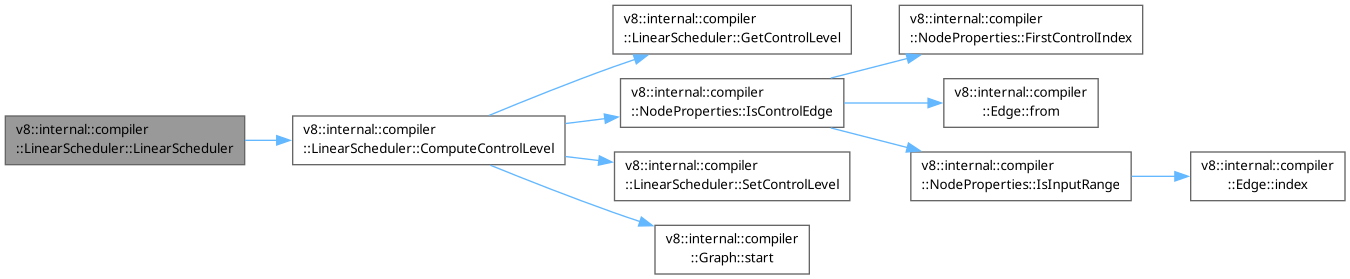 v8::internal::compiler
::LinearScheduler::LinearScheduler
v8::internal::compiler
::LinearScheduler::ComputeControlLevel
v8::internal::compiler
::LinearScheduler::GetControlLevel
v8::internal::compiler
::NodeProperties::IsControlEdge
v8::internal::compiler
::NodeProperties::FirstControlIndex
v8::internal::compiler
::Edge::from
v8::internal::compiler
::NodeProperties::IsInputRange
v8::internal::compiler
::Edge::index
v8::internal::compiler
::LinearScheduler::SetControlLevel
v8::internal::compiler
::Graph::start